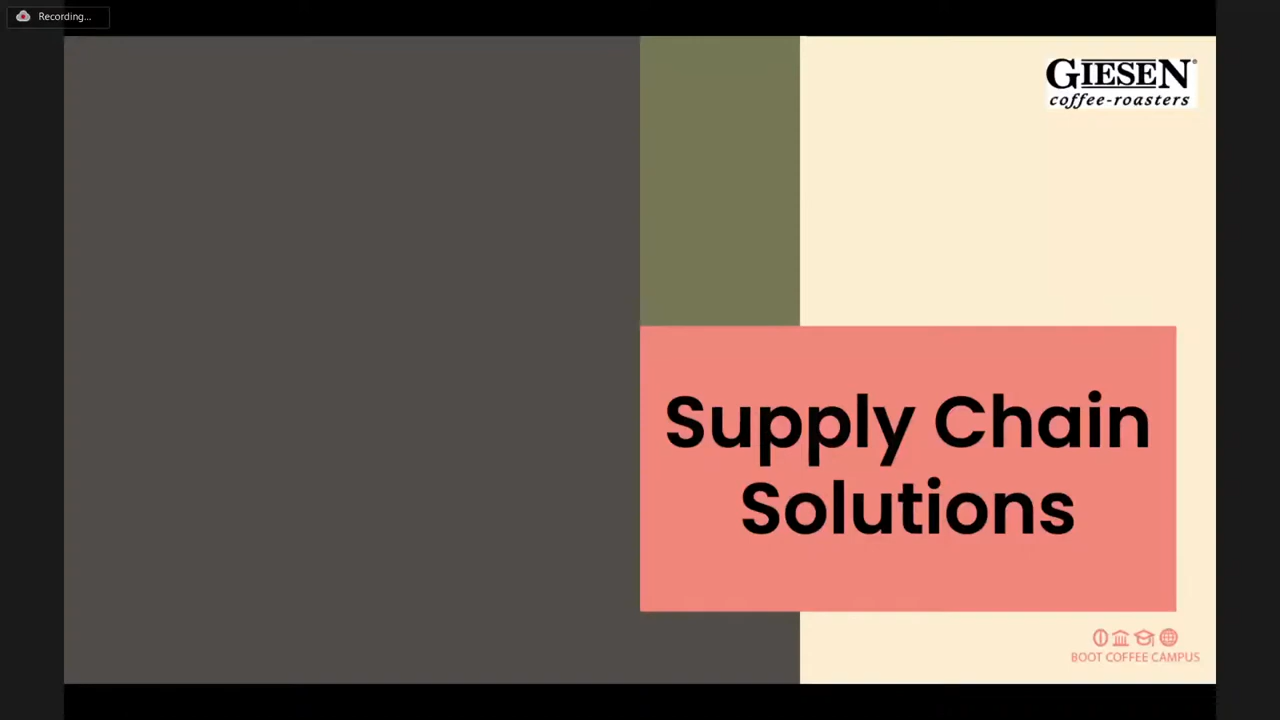 Recording...
GIESEN®
coffee-roasters
Supply Chain
Solutions
BOOT COFFEE CAMPUS